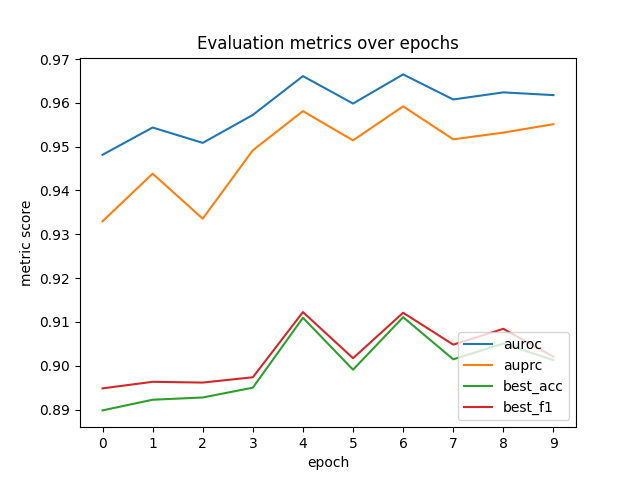 Evaluation metrics over epochs
0.97
0.96
0.95
0.94
0.93
0.92
0.91
0.90
0.89
metric score
auroc
auprc
best_acc
best_f1
0 1 2 3 4 5 6 7 8 9
epoch